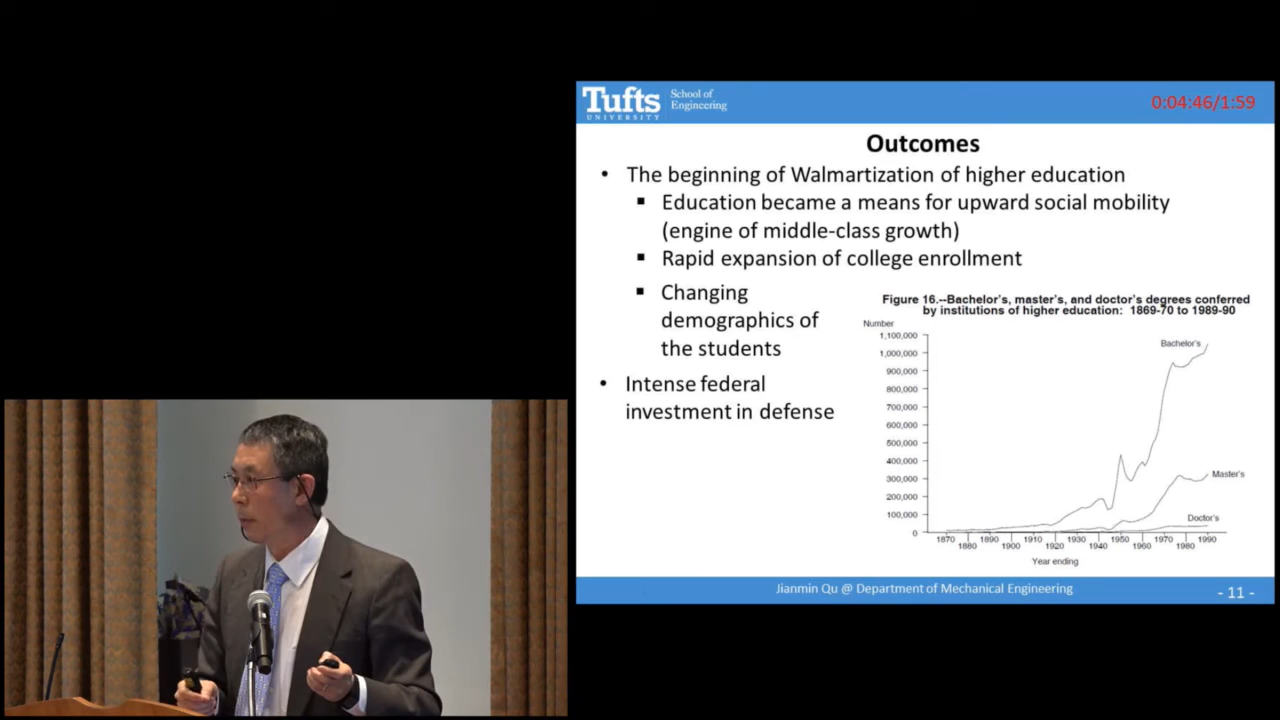 Tufts
UNIVERSITY
School of
Engineering
0:04:46/1:59
Outcomes
• The beginning of Walmartization of higher education
▪ Education became a means for upward social mobility
(engine of middle-class growth)
▪ Rapid expansion of college enrollment
▪ Changing
demographics of
the students
• Intense federal
investment in defense
Figure 16.--Bachelor's, master's, and doctor's degrees conferred
by institutions of higher education: 1869-70 to 1989-90
Number
1,100,000
1,000,000
900,000
800,000
700,000
600,000
500,000
400,000
300,000
200,000
100,000
0
Bachelor's
Master's
Doctor's
1870 1890 1910 1930 1950 1970 1990
1880 1900 1920 1940 1960 1980
Year ending
Jianmin Qu @ Department of Mechanical Engineering
- 11 -